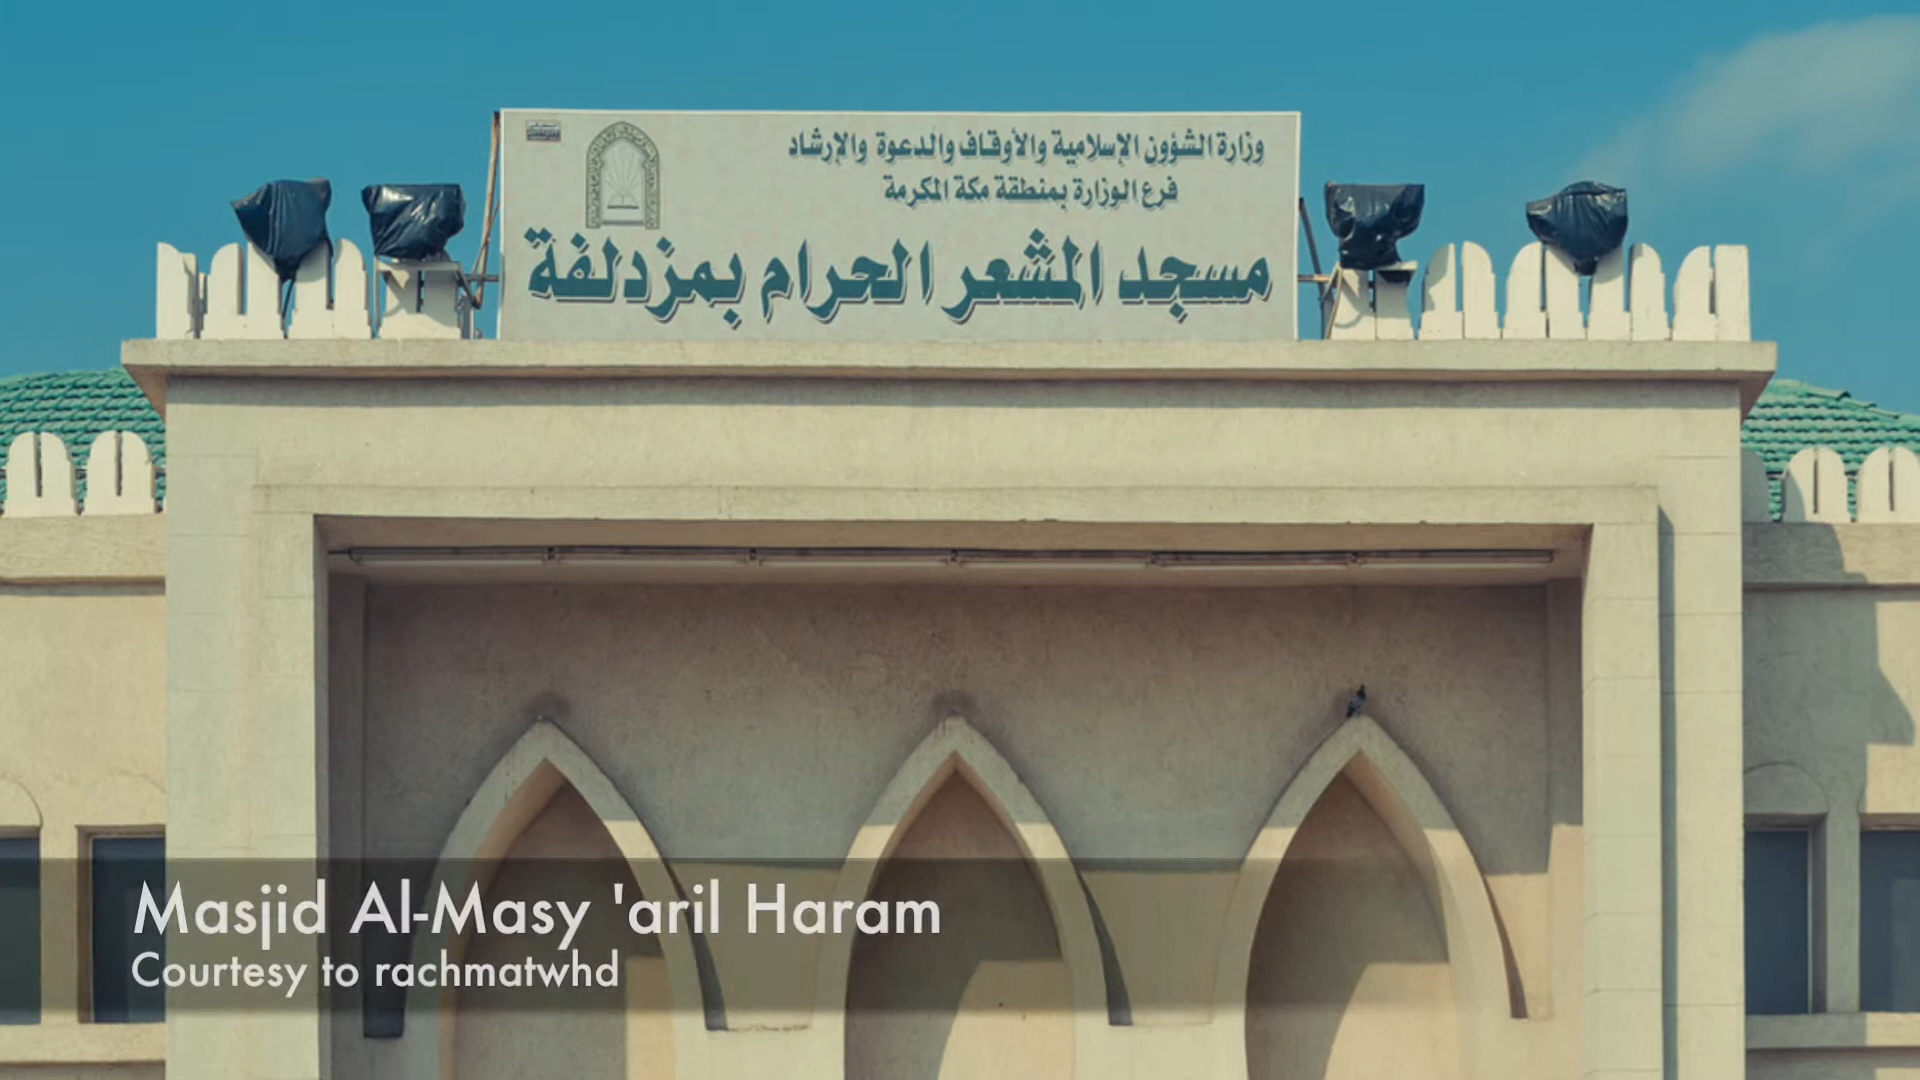 وزارة الشؤون الإسلامية والأوقاف والدعوة والإرشاد
فرع الوزارة بمنطقة مكة المكرمة
مسجد المشعر الحرام بمزدلفة
Masjid Al-Masy 'aril Haram
Courtesy to rachmatwhd